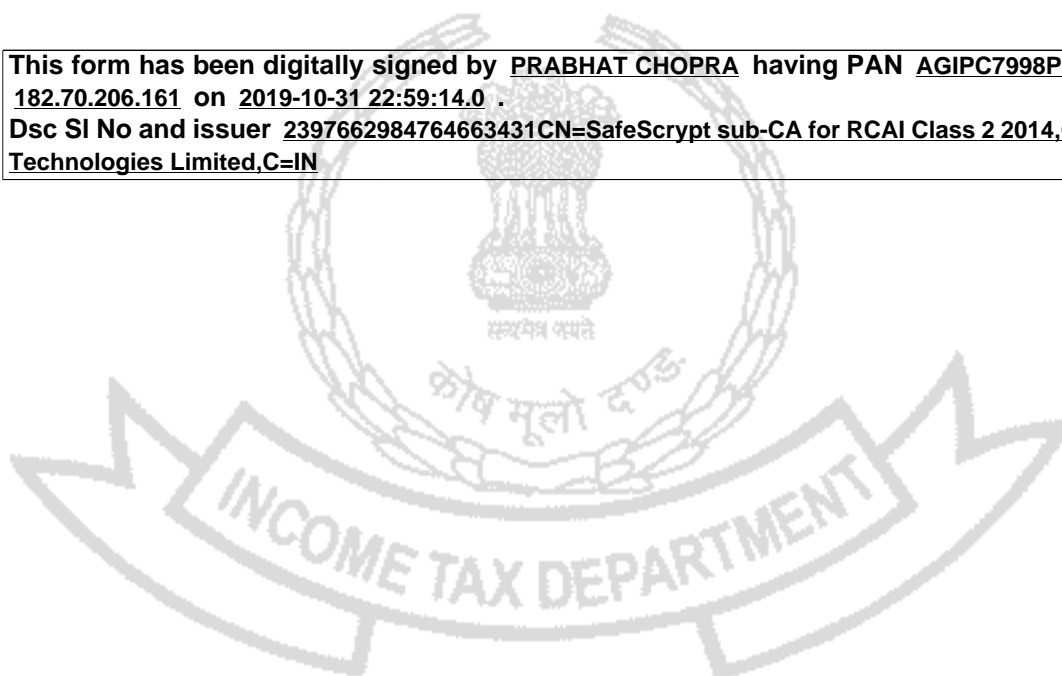 This form has been digitally signed by PRABHAT CHOPRA having PAN AGIPC7998P
182.70.206.161 on 2019-10-31 22:59:14.0 .
Dsc Sl No and issuer 2397662984764663431CN=SafeScrypt sub-CA for RCAI Class 2 2014,
Technologies Limited,C=IN
सत्यमेव जयते
कोष मूलो दण्डः
INCOME TAX DEPARTMENT